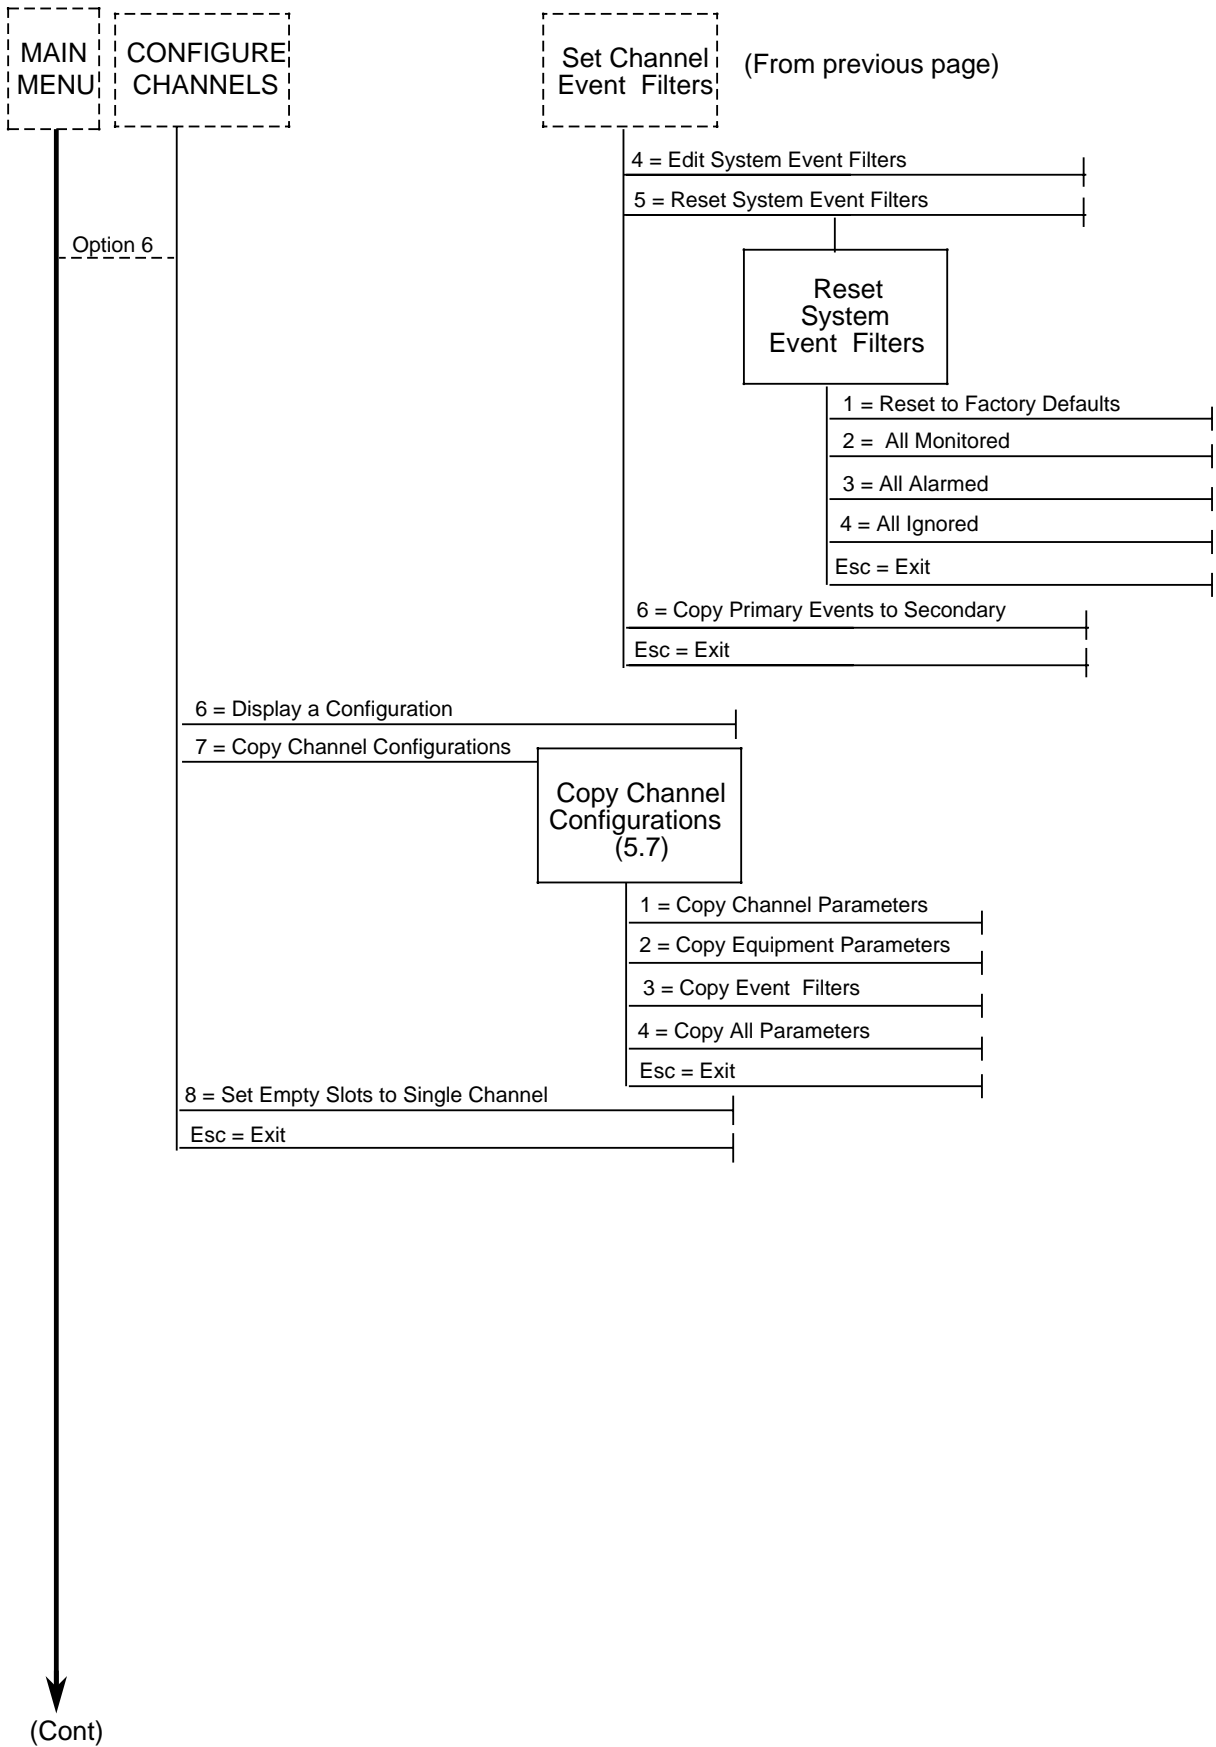 MAIN
MENU
CONFIGURE
CHANNELS
Set Channel
Event Filters
(From previous page)
4 = Edit System Event Filters
5 = Reset System Event Filters
Option 6
Reset
System
Event Filters
1 = Reset to Factory Defaults
2 = All Monitored
3 = All Alarmed
4 = All Ignored
Esc = Exit
6 = Copy Primary Events to Secondary
Esc = Exit
6 = Display a Configuration
7 = Copy Channel Configurations
Copy Channel
Configurations
(5.7)
1 = Copy Channel Parameters
2 = Copy Equipment Parameters
3 = Copy Event Filters
4 = Copy All Parameters
Esc = Exit
8 = Set Empty Slots to Single Channel
Esc = Exit
(Cont)